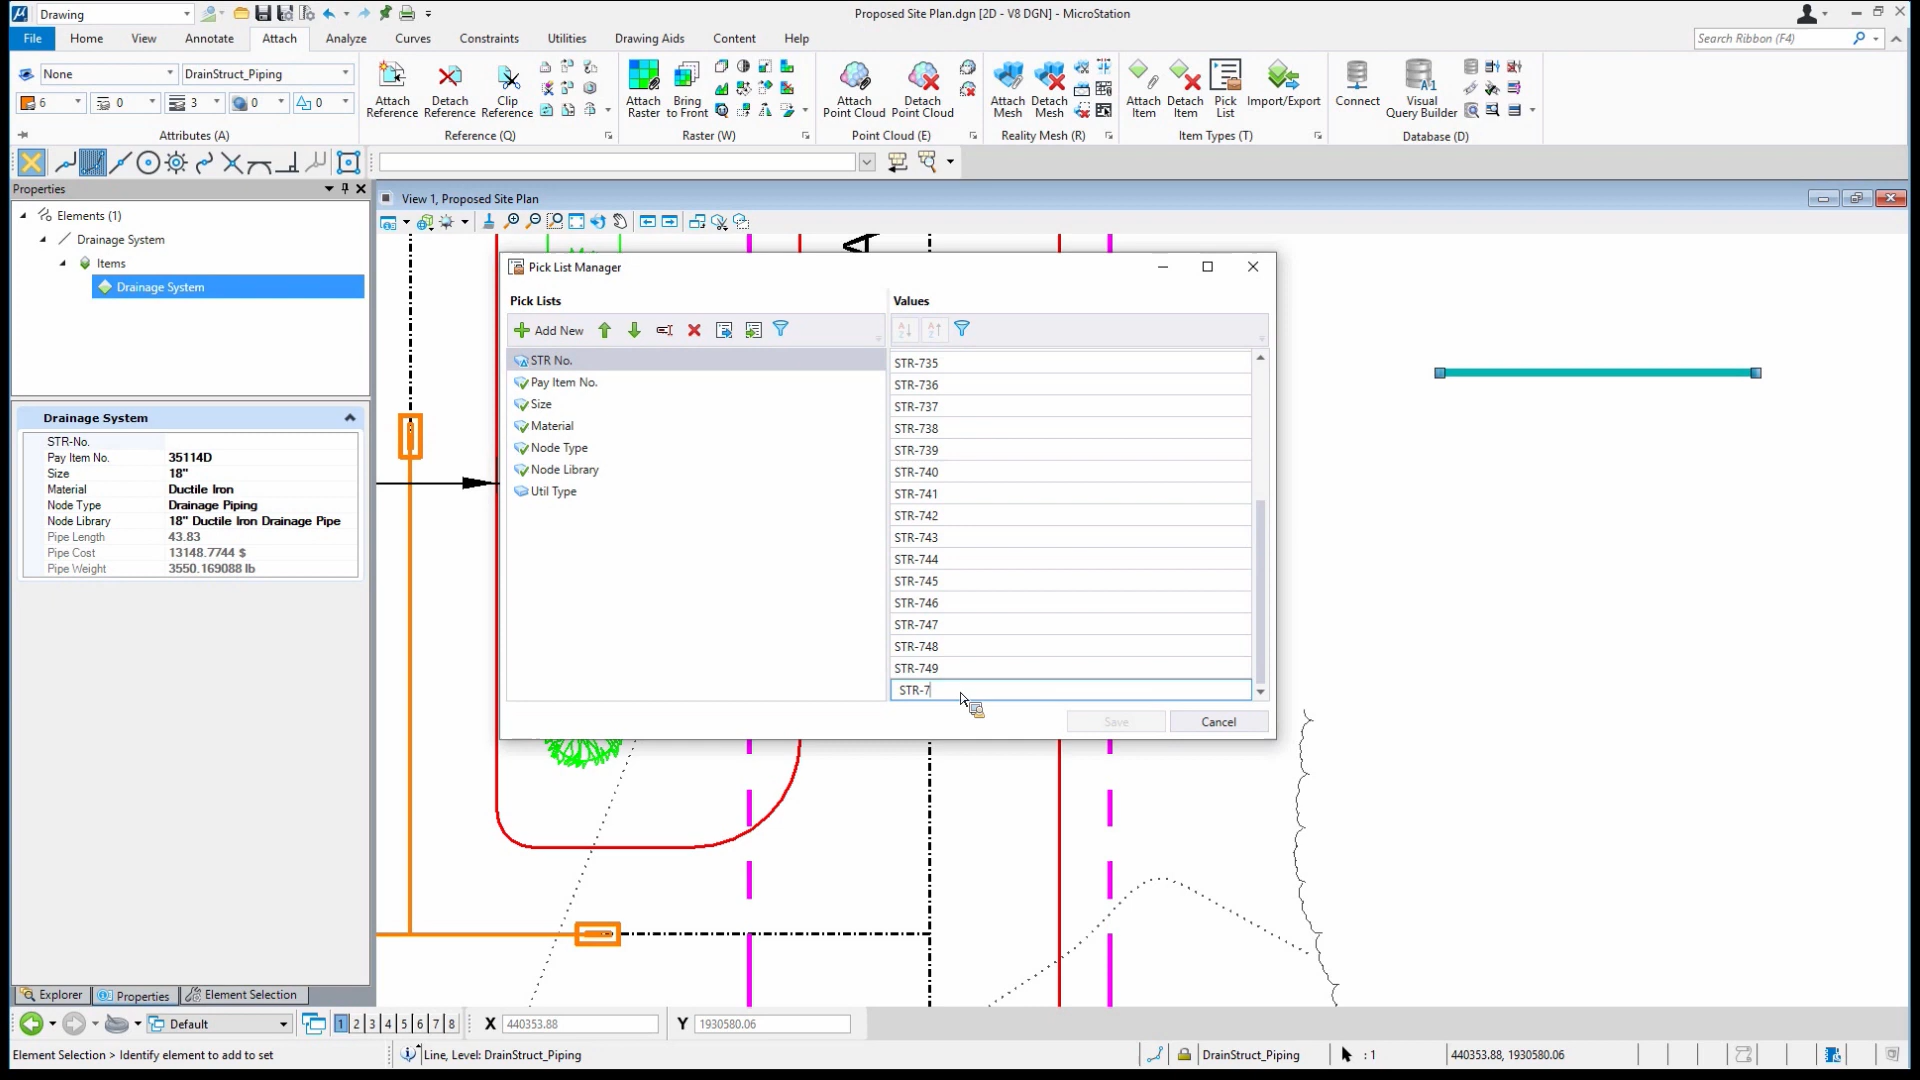 Drawing
Proposed Site Plan.dgn [2D - V8 DGN] - MicroStation
File Home View Annotate Attach Analyze Curves Constraints Utilities Drawing Aids Content Help
Search Ribbon (F4)
None DrainStruct_Piping
6 0 3 0 0
Attributes (A)
Attach Reference
Detach Reference
Clip Reference
Reference (Q)
Attach Raster
Bring to Front
Raster (W)
Attach Point Cloud
Detach Point Cloud
Point Cloud (E)
Attach Mesh
Detach Mesh
Reality Mesh (R)
Attach Item
Detach Item
Pick List
Import/Export
Item Types (T)
Connect
Visual Query Builder
Database (D)
Properties
Elements (1)
Drainage System
Items
Drainage System
Drainage System
STR-No.
Pay Item No. 35114D
Size 18"
Material Ductile Iron
Node Type Drainage Piping
Node Library 18" Ductile Iron Drainage Pipe
Pipe Length 43.83
Pipe Cost 13148.7744 $
Pipe Weight 3550.169088 lb
View 1, Proposed Site Plan
Pick List Manager
Pick Lists
Add New
STR No.
Pay Item No.
Size
Material
Node Type
Node Library
Util Type
Values
STR-735
STR-736
STR-737
STR-738
STR-739
STR-740
STR-741
STR-742
STR-743
STR-744
STR-745
STR-746
STR-747
STR-748
STR-749
STR-7
Save Cancel
Explorer Properties Element Selection
Default
1 2 3 4 5 6 7 8
X 440353.88 Y 1930580.06
Element Selection > Identify element to add to set
Line, Level: DrainStruct_Piping
DrainStruct_Piping
: 1
440353.88, 1930580.06